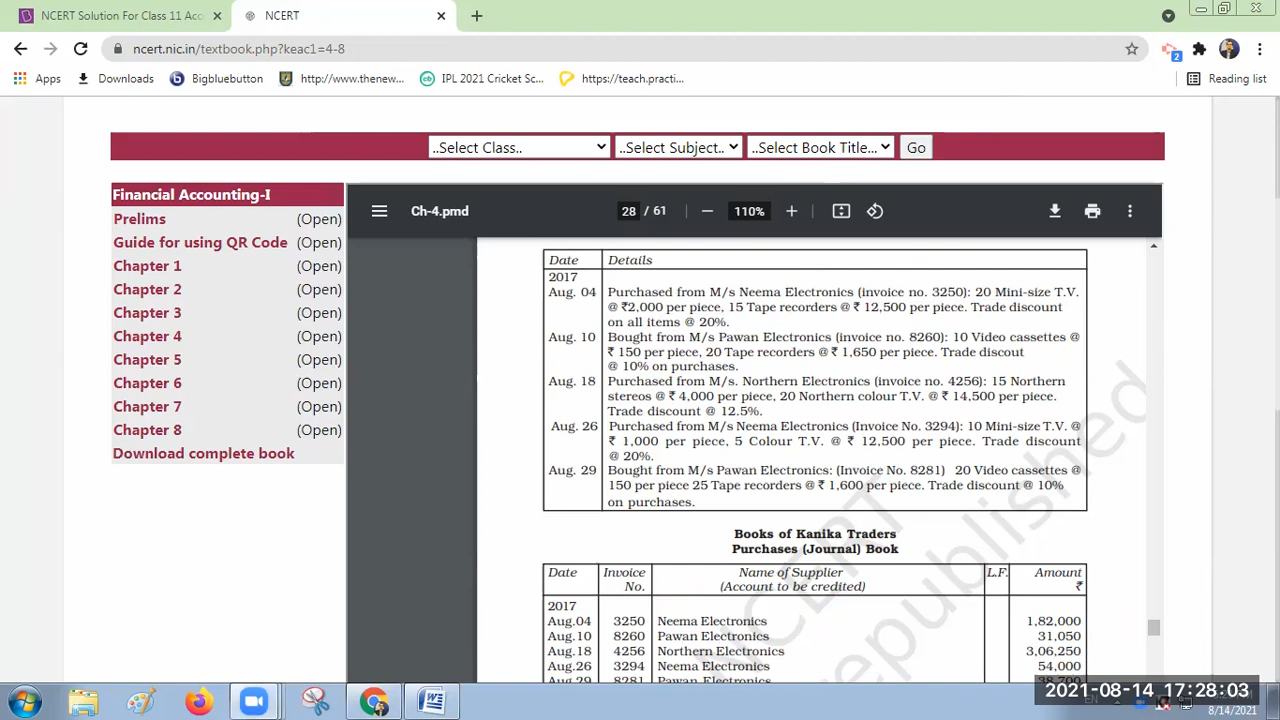 NCERT Solution For Class 11 Acc
NCERT
ncert.nic.in/textbook.php?keac1=4-8
2
Apps
Downloads
Bigbluebutton
http://www.thenew...
IPL 2021 Cricket Sc...
https://teach.practi...
Reading list
..Select Class..
..Select Subject..
..Select Book Title...
Go
Financial Accounting-I
Prelims (Open)
Guide for using QR Code (Open)
Chapter 1 (Open)
Chapter 2 (Open)
Chapter 3 (Open)
Chapter 4 (Open)
Chapter 5 (Open)
Chapter 6 (Open)
Chapter 7 (Open)
Chapter 8 (Open)
Download complete book
Ch-4.pmd
28 / 61
110%
Date Details
2017
Aug. 04 Purchased from M/s Neema Electronics (invoice no. 3250): 20 Mini-size T.V.
@ ₹2,000 per piece, 15 Tape recorders @ ₹ 12,500 per piece. Trade discount
on all items @ 20%.
Aug. 10 Bought from M/s Pawan Electronics (invoice no. 8260): 10 Video cassettes @
₹ 150 per piece, 20 Tape recorders @ ₹ 1,650 per piece. Trade discout
@ 10% on purchases.
Aug. 18 Purchased from M/s. Northern Electronics (invoice no. 4256): 15 Northern
stereos @ ₹ 4,000 per piece, 20 Northern colour T.V. @ ₹ 14,500 per piece.
Trade discount @ 12.5%.
Aug. 26 Purchased from M/s Neema Electronics (Invoice No. 3294): 10 Mini-size T.V. @
₹ 1,000 per piece, 5 Colour T.V. @ ₹ 12,500 per piece. Trade discount
@ 20%.
Aug. 29 Bought from M/s Pawan Electronics: (Invoice No. 8281) 20 Video cassettes @
150 per piece 25 Tape recorders @ ₹ 1,600 per piece. Trade discount @ 10%
on purchases.
Books of Kanika Traders
Purchases (Journal) Book
Date Invoice Name of Supplier L.F. Amount
No. (Account to be credited) ₹
2017
Aug.04 3250 Neema Electronics 1,82,000
Aug.10 8260 Pawan Electronics 31,050
Aug.18 4256 Northern Electronics 3,06,250
Aug.26 3294 Neema Electronics 54,000
Aug.29 8281 Pawan Electronics 38,700
NCERT
republished
2021-08-14 17:28:03
EN
8/14/2021